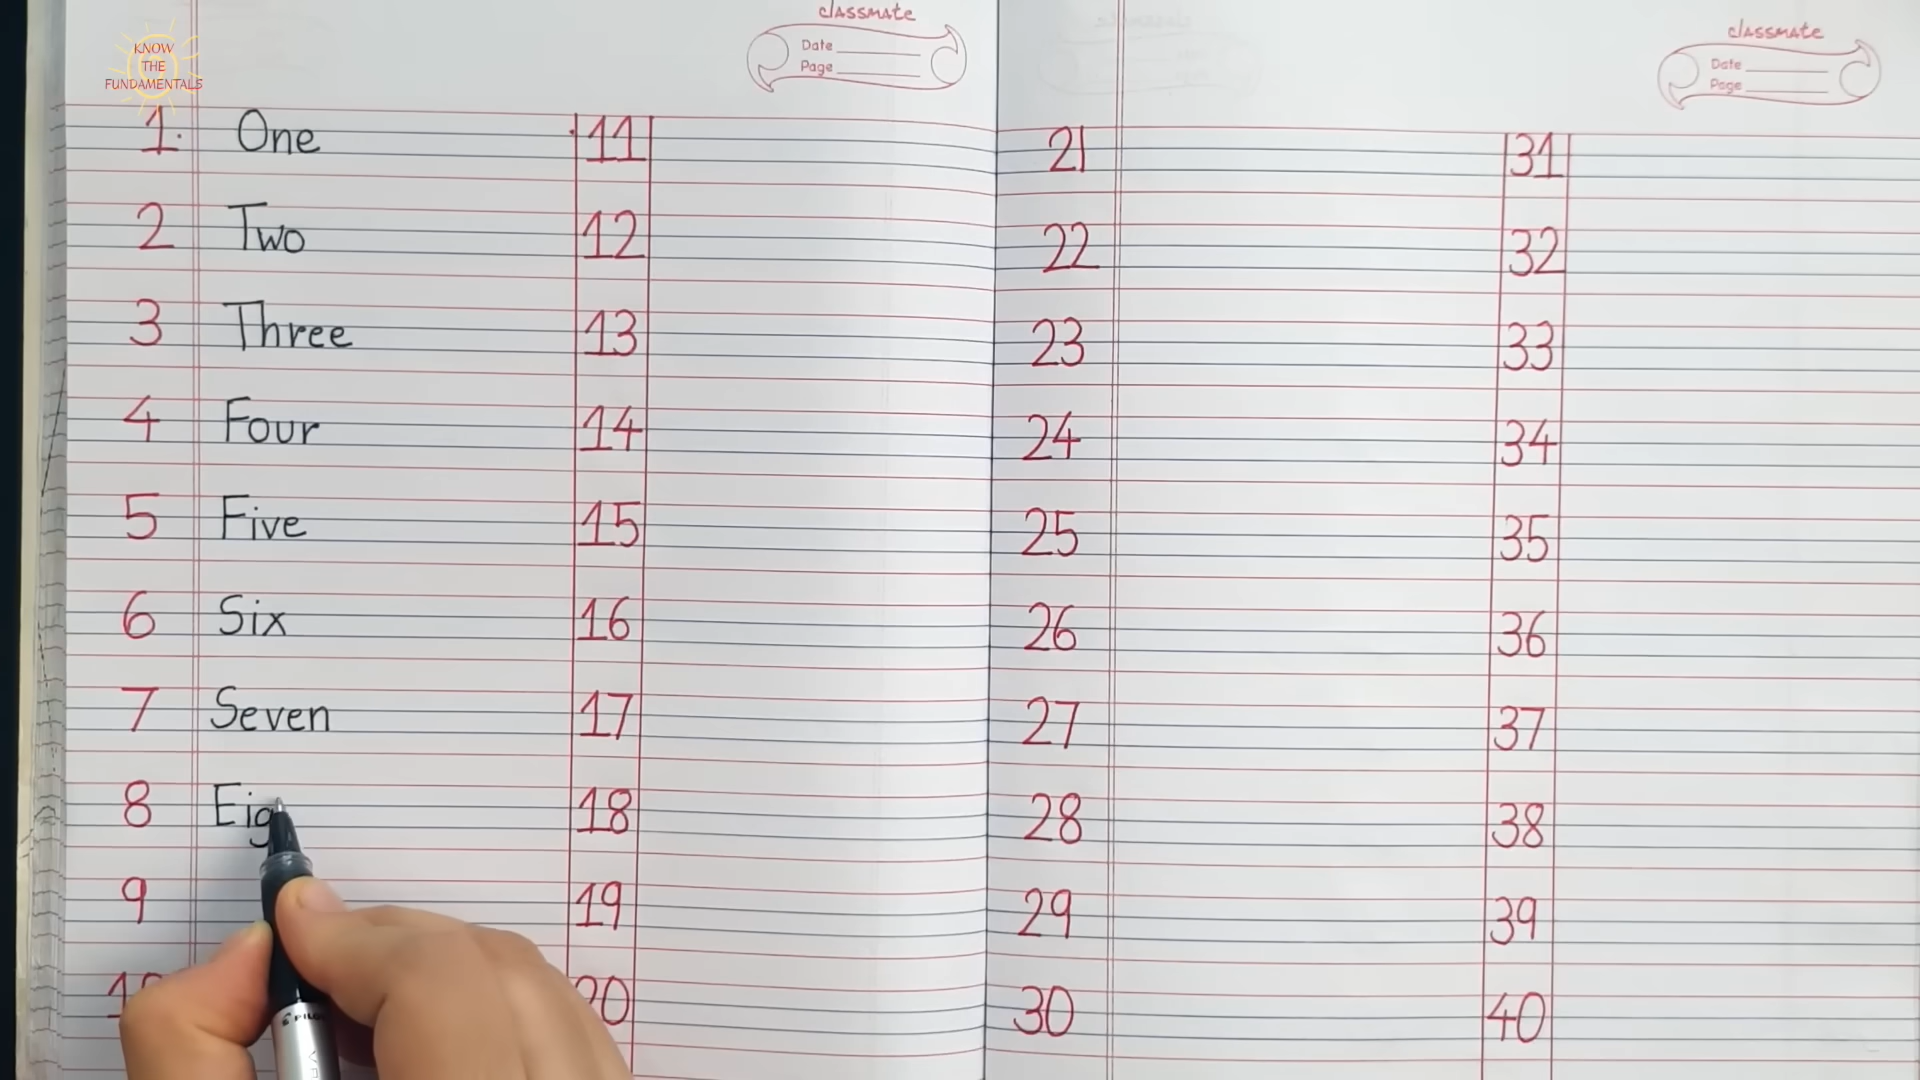 KNOW
THE
FUNDAMENTALS
classmate
Date
Page
classmate
Date
Page
1. One
2 Two
3 Three
4 Four
5 Five
6 Six
7 Seven
8 Eig
9
11
12
13
14
15
16
17
18
19
20
21
22
23
24
25
26
27
28
29
30
31
32
33
34
35
36
37
38
39
40
PILO